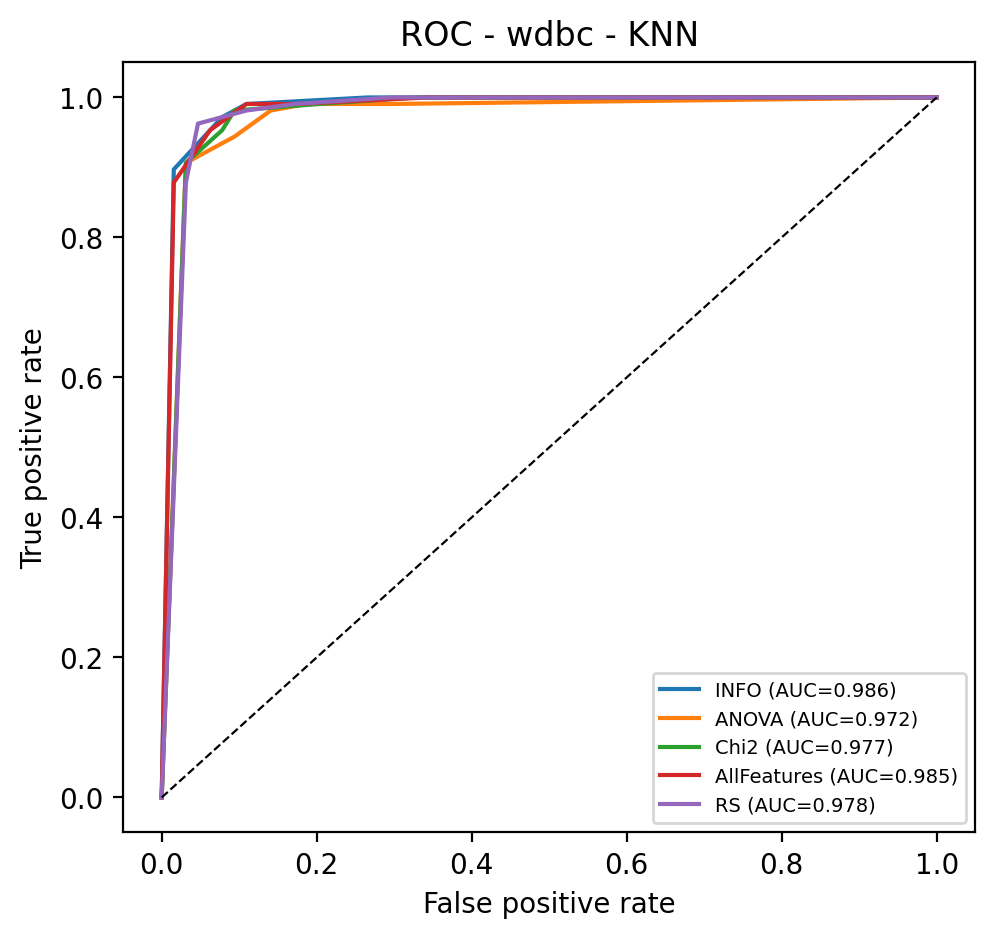 ROC - wdbc - KNN
True positive rate
1.0
0.8
0.6
0.4
0.2
0.0
INFO (AUC=0.986)
ANOVA (AUC=0.972)
Chi2 (AUC=0.977)
AllFeatures (AUC=0.985)
RS (AUC=0.978)
0.0 0.2 0.4 0.6 0.8 1.0
False positive rate